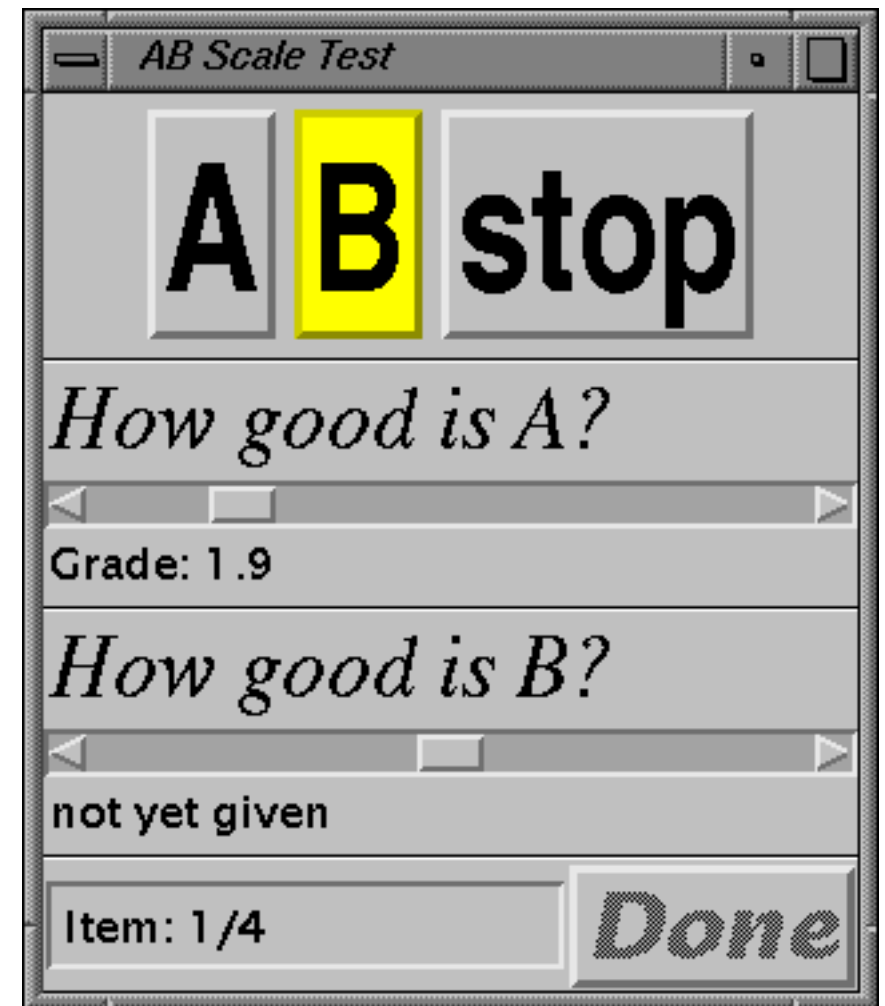 AB Scale Test
A B stop
How good is A?
Grade: 1.9
How good is B?
not yet given
Item: 1/4 Done